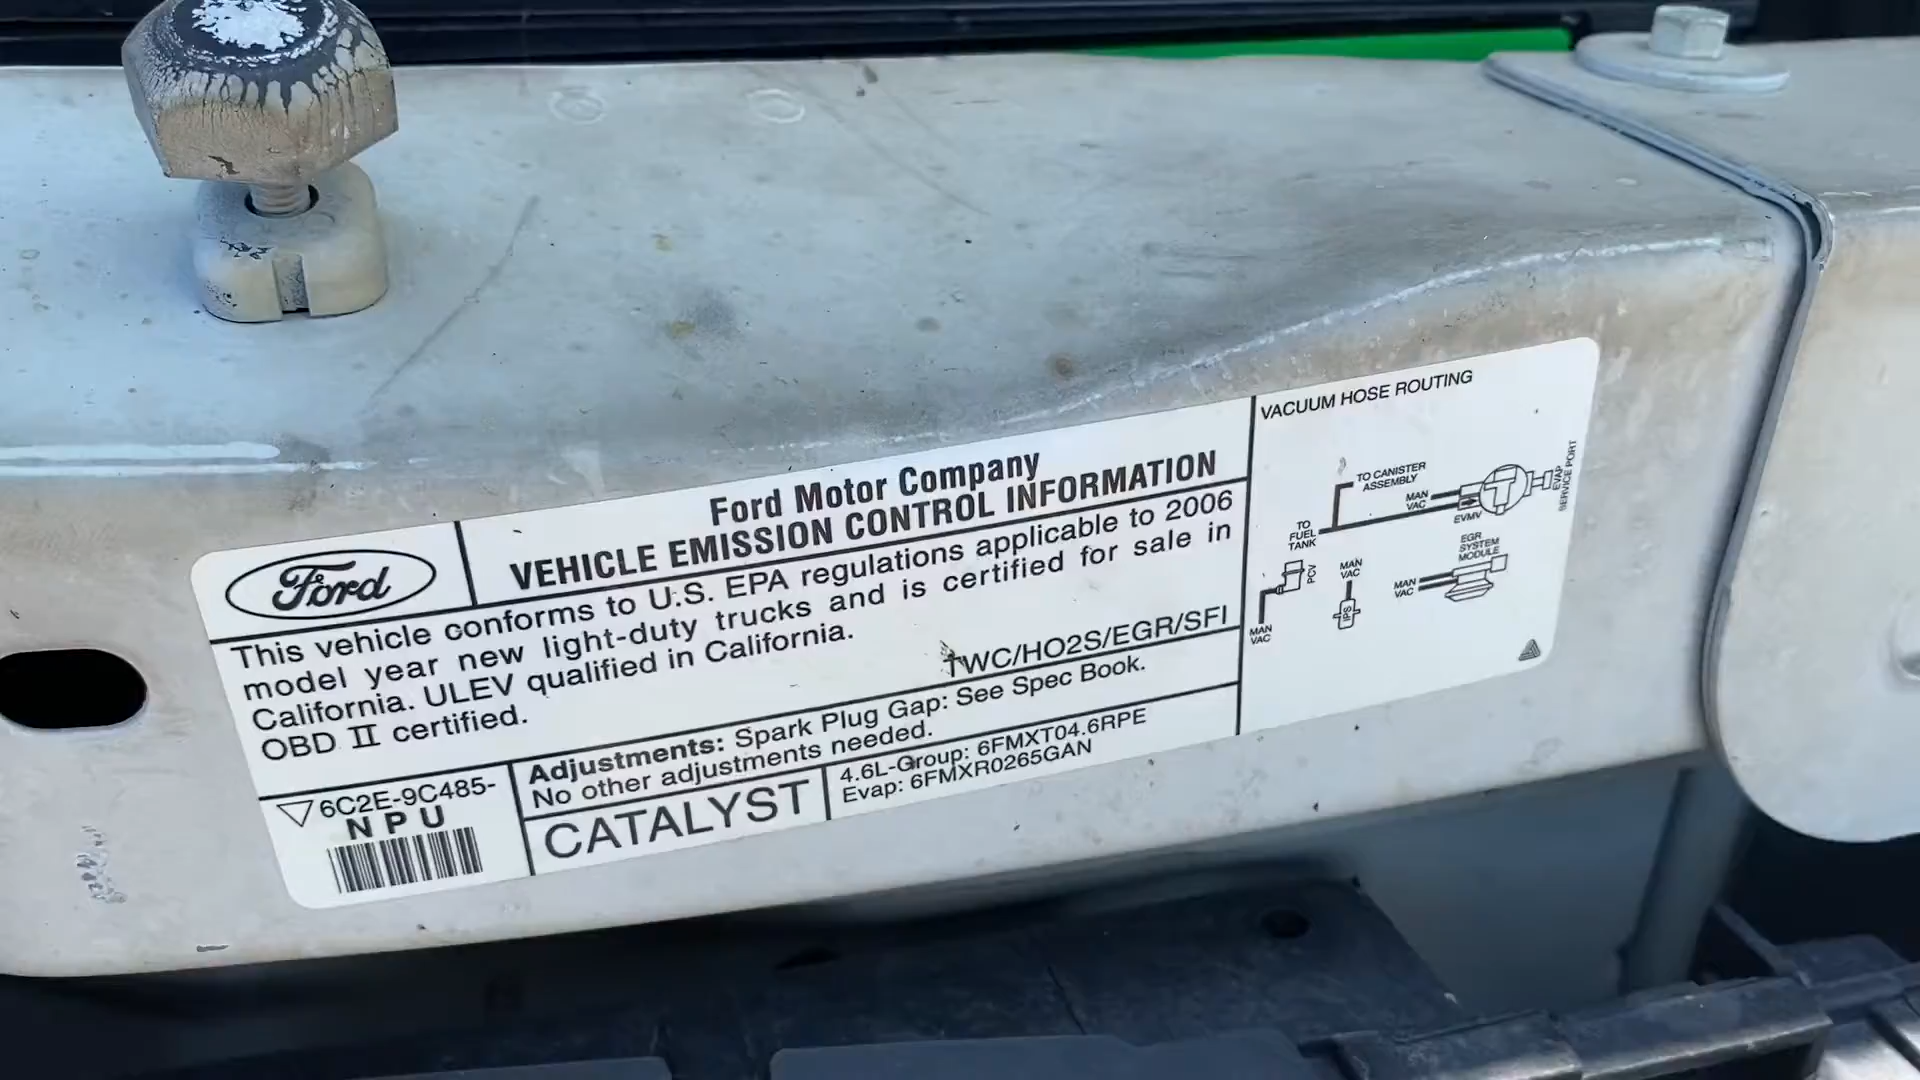 Ford
Ford Motor Company
VEHICLE EMISSION CONTROL INFORMATION
This vehicle conforms to U.S. EPA regulations applicable to 2006
model year new light-duty trucks and is certified for sale in
California. ULEV qualified in California.
OBD II certified.
TWC/HO2S/EGR/SFI
Adjustments: Spark Plug Gap: See Spec Book.
No other adjustments needed.
6C2E-9C485-
NPU
CATALYST
4.6L-Group: 6FMXT04.6RPE
Evap: 6FMXR0265GAN
VACUUM HOSE ROUTING
TO CANISTER
ASSEMBLY
MAN
VAC
EVMV
EVAP
SERVICE PORT
TO
FUEL
TANK
PCV
MAN
VAC
MAN
VAC
IPS
EGR
SYSTEM
MODULE
MAN
VAC